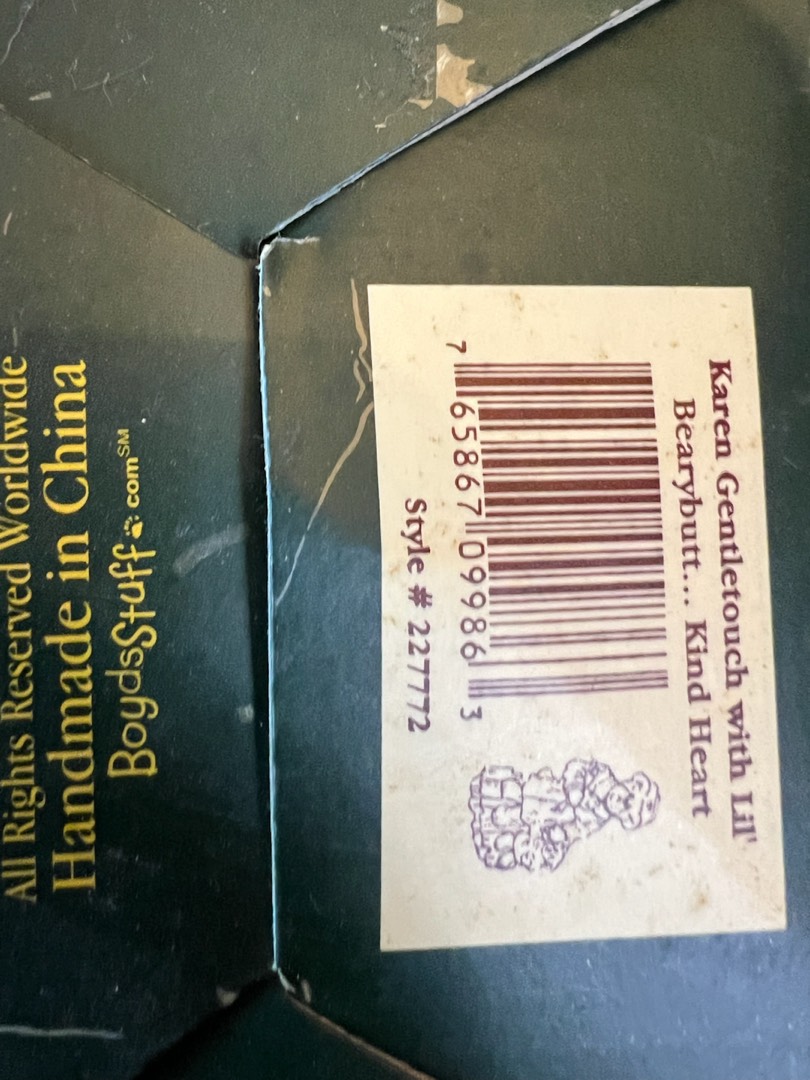 Karen Gentletouch with Lil'
Bearybutt... Kind Heart
7 65867 09986 3
Style # 227772
All Rights Reserved Worldwide
Handmade in China
BoydsStuff.comSM